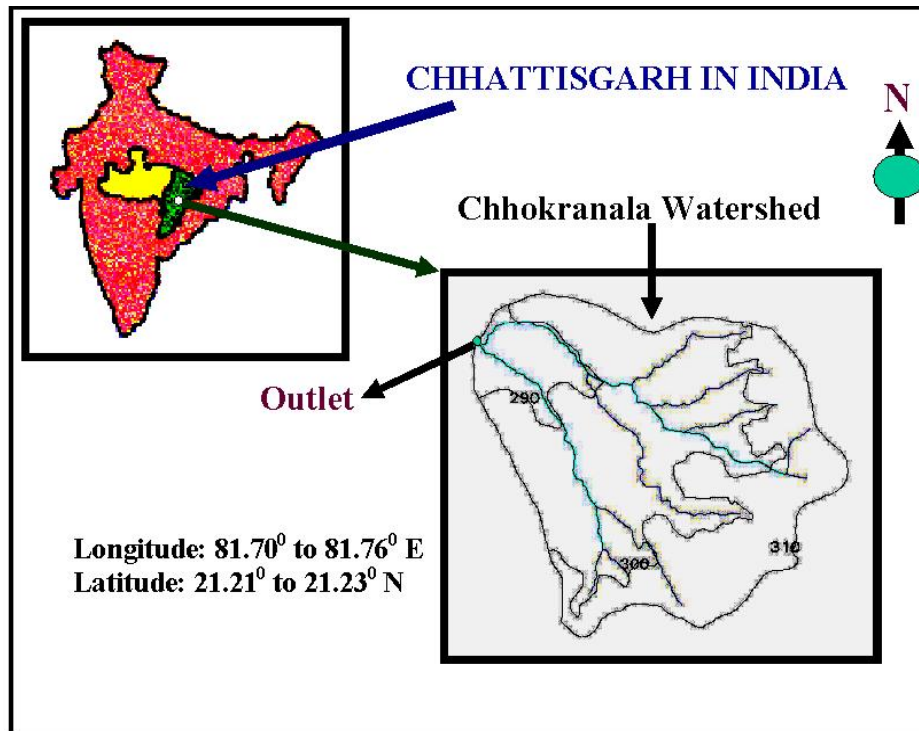 CHHATTISGARH IN INDIA
N
Chhokranala Watershed
Outlet
290
300
310
Longitude: 81.70⁰ to 81.76⁰ E
Latitude: 21.21⁰ to 21.23⁰ N